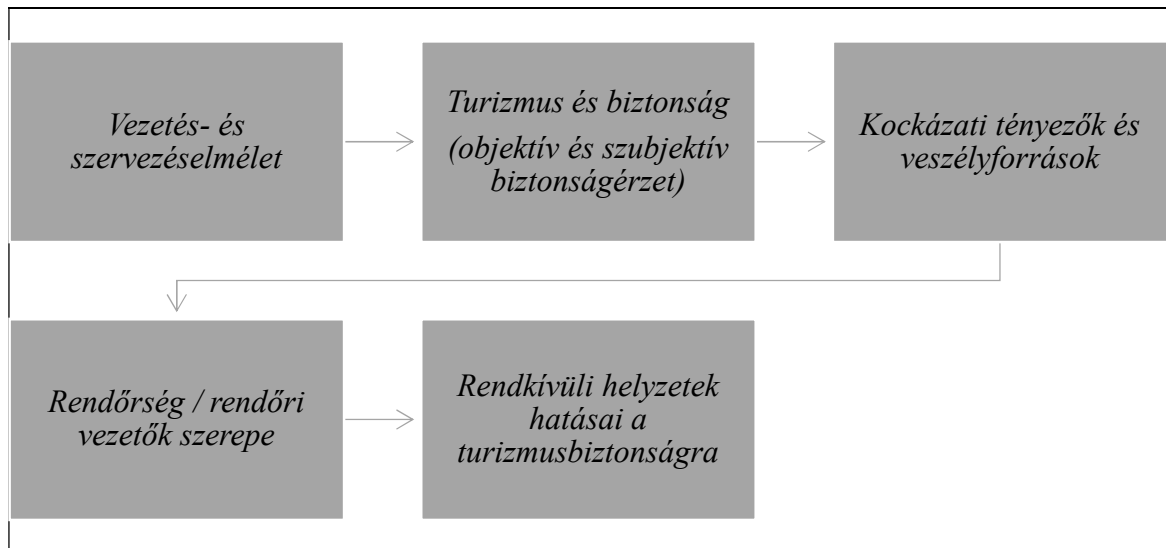 Vezetés- és
szervezéselmélet
Turizmus és biztonság
(objektív és szubjektív
biztonságérzet)
Kockázati tényezők és
veszélyforrások
Rendőrség / rendőri
vezetők szerepe
Rendkívüli helyzetek
hatásai a
turizmusbiztonságra